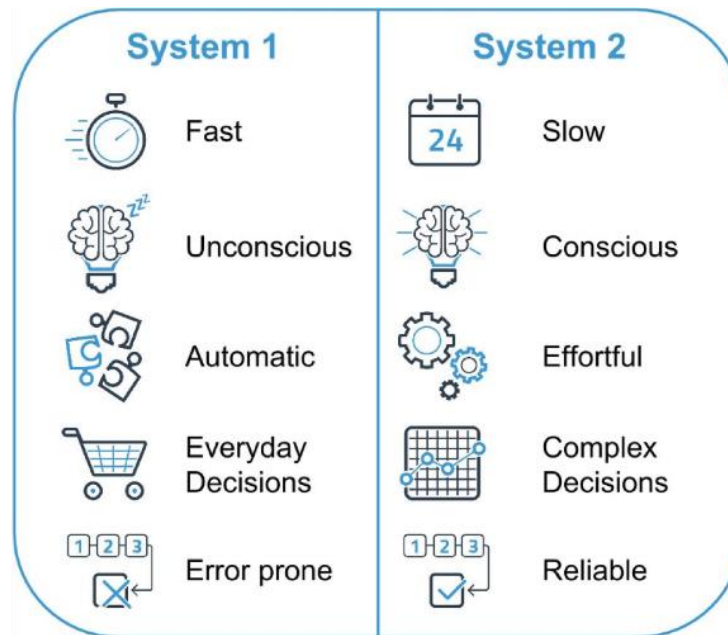 System 1
Fast
zzz
Unconscious
Automatic
Everyday
Decisions
1 2 3
Error prone
System 2
24
Slow
Conscious
Effortful
Complex
Decisions
1 2 3
Reliable